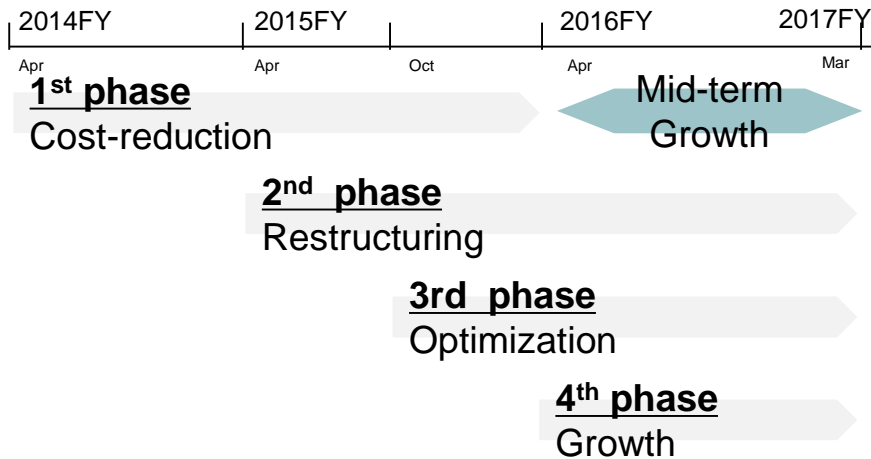 2014FY 2015FY 2016FY 2017FY
Apr Apr Oct Apr Mar
1st phase
Cost-reduction
Mid-term
Growth
2nd phase
Restructuring
3rd phase
Optimization
4th phase
Growth